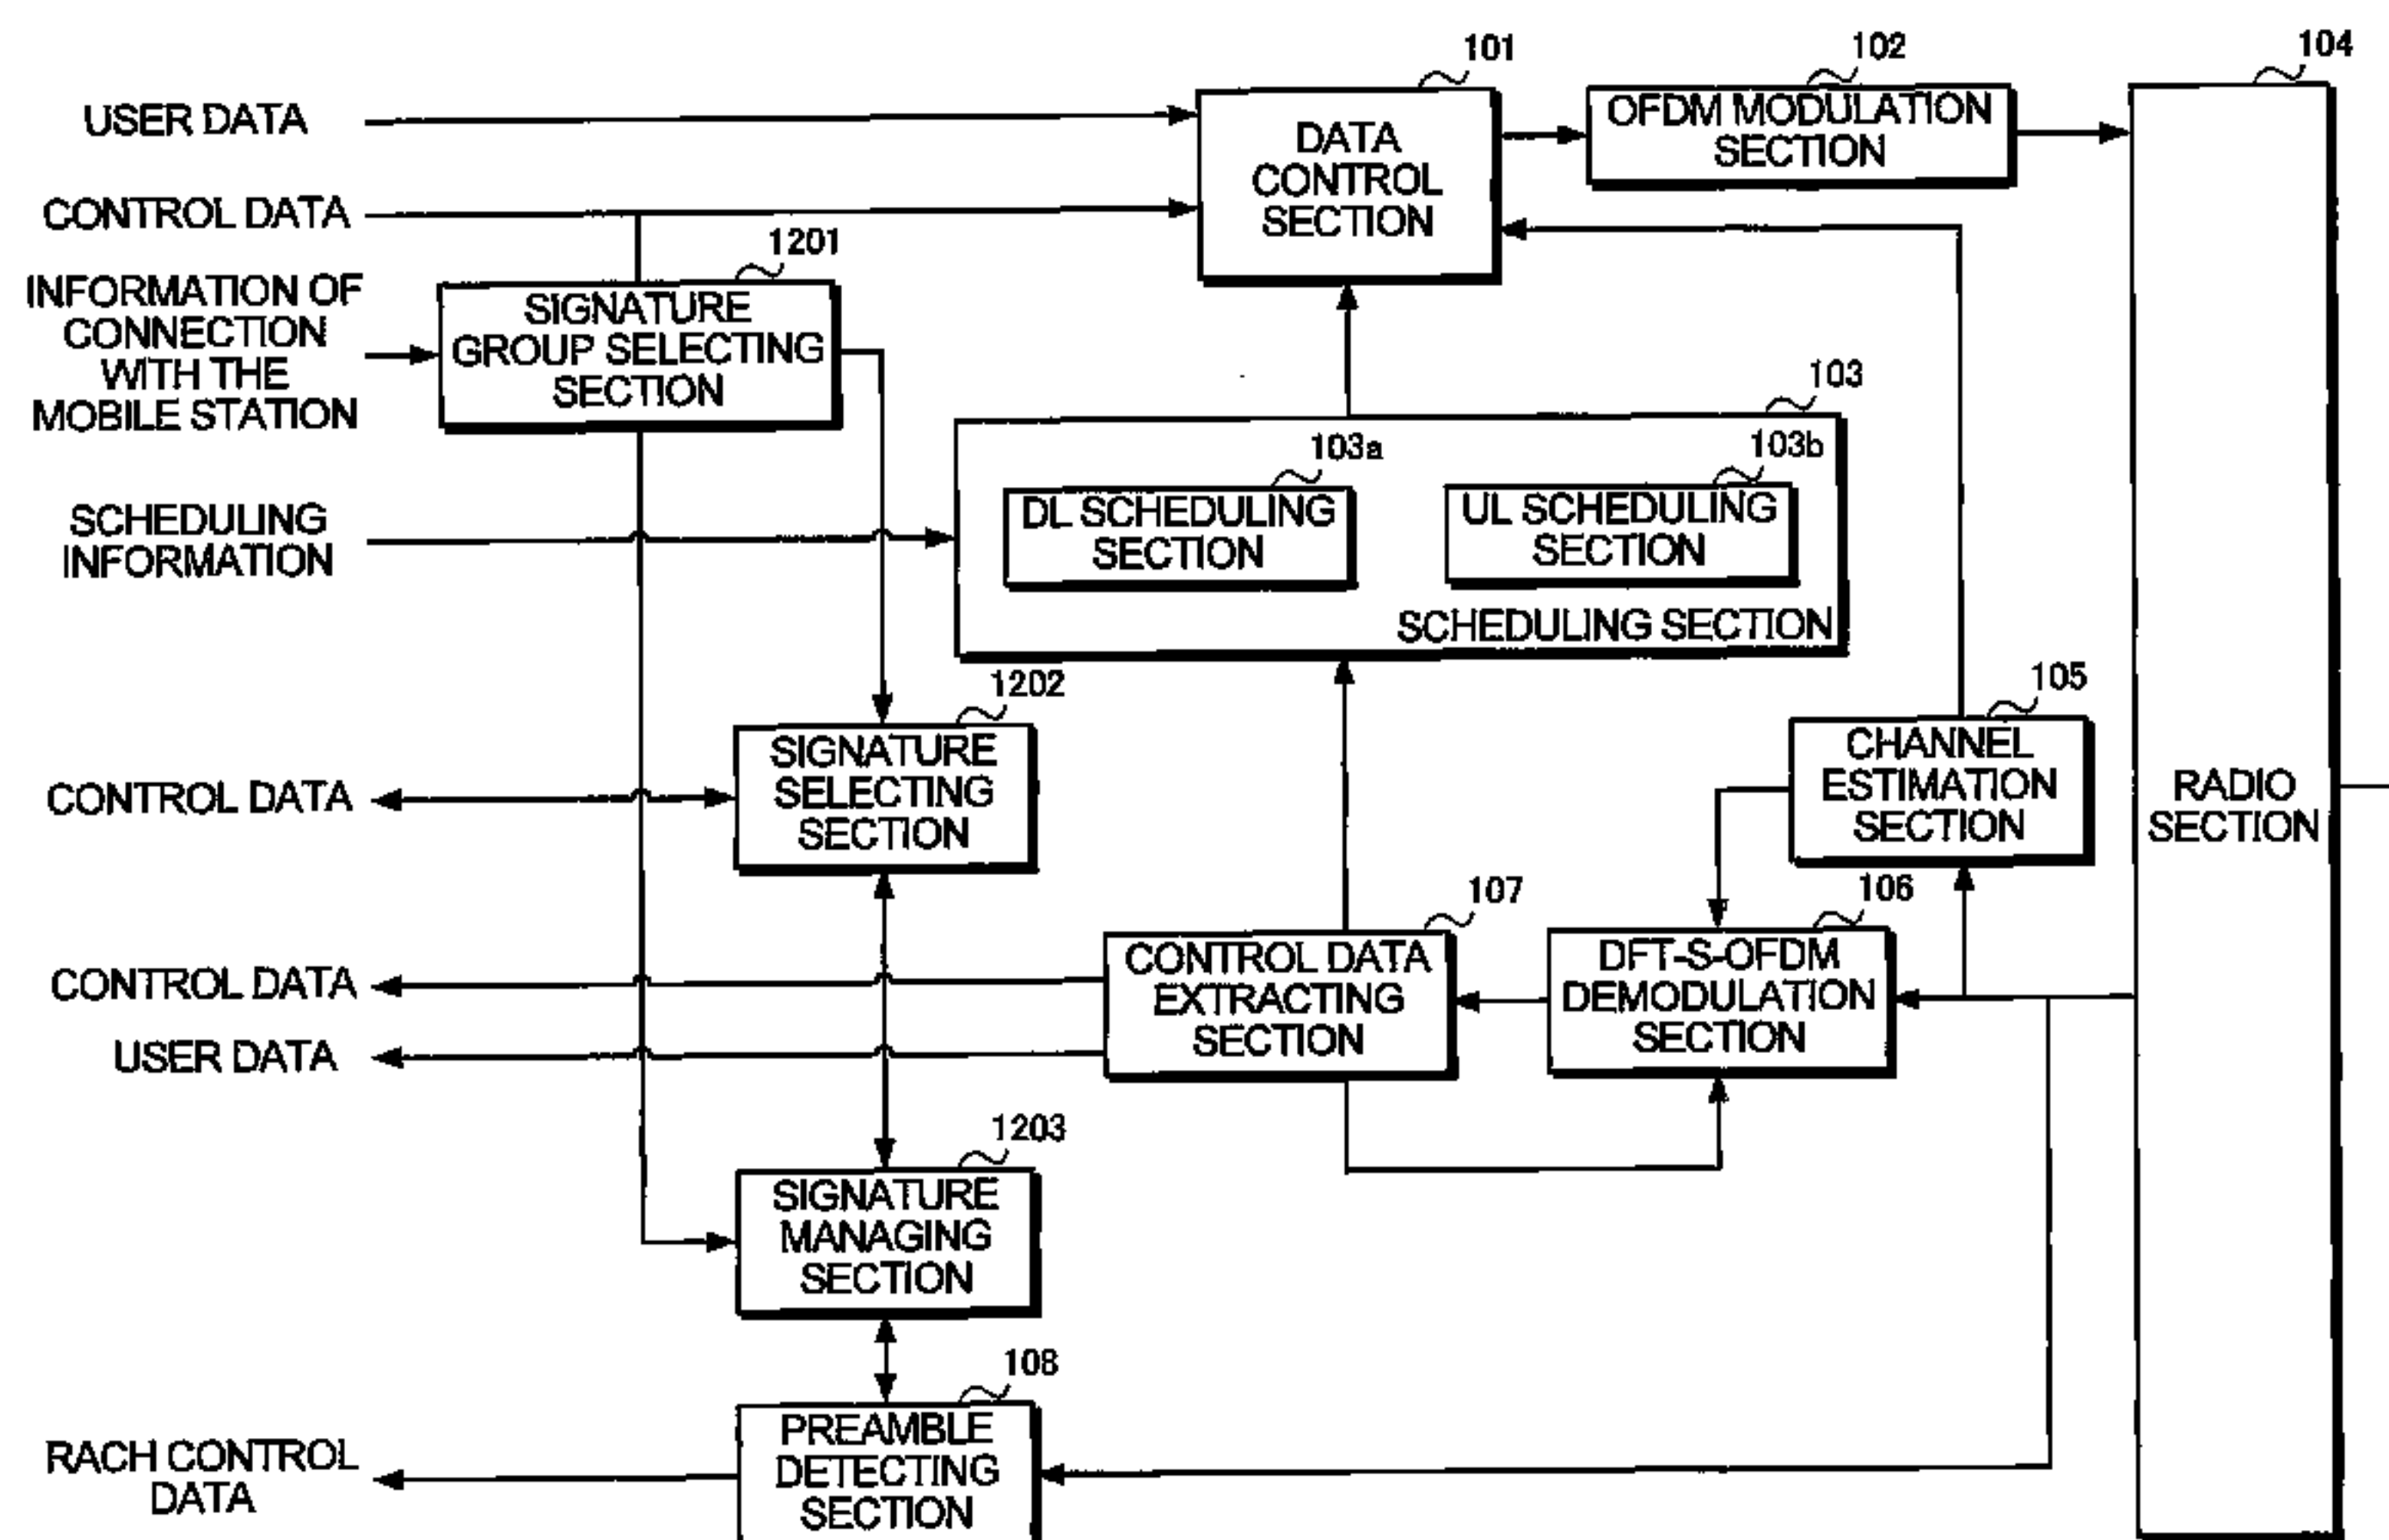 101
102
104
USER DATA
DATA
CONTROL
SECTION
OFDM MODULATION
SECTION
CONTROL DATA
1201
INFORMATION OF
CONNECTION
WITH THE
MOBILE STATION
SIGNATURE
GROUP SELECTING
SECTION
103
103a
103b
SCHEDULING
INFORMATION
DL SCHEDULING
SECTION
UL SCHEDULING
SECTION
SCHEDULING SECTION
1202
105
CONTROL DATA
SIGNATURE
SELECTING
SECTION
CHANNEL
ESTIMATION
SECTION
RADIO
SECTION
107
106
CONTROL DATA
USER DATA
CONTROL DATA
EXTRACTING
SECTION
DFT-S-OFDM
DEMODULATION
SECTION
1203
SIGNATURE
MANAGING
SECTION
108
RACH CONTROL
DATA
PREAMBLE
DETECTING
SECTION